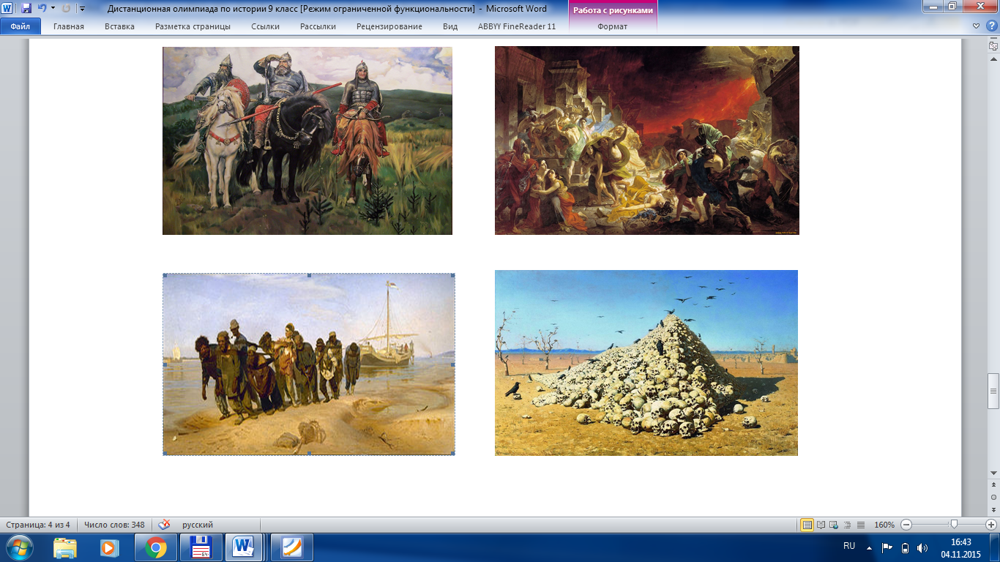 Дистанционная олимпиада по истории 9 класс [Режим ограниченной функциональности] - Microsoft Word
Работа с рисунками
Файл Главная Вставка Разметка страницы Ссылки Рассылки Рецензирование Вид ABBYY FineReader 11 Формат
Страница: 4 из 4 Число слов: 348 русский 160%
RU 16:43
04.11.2015